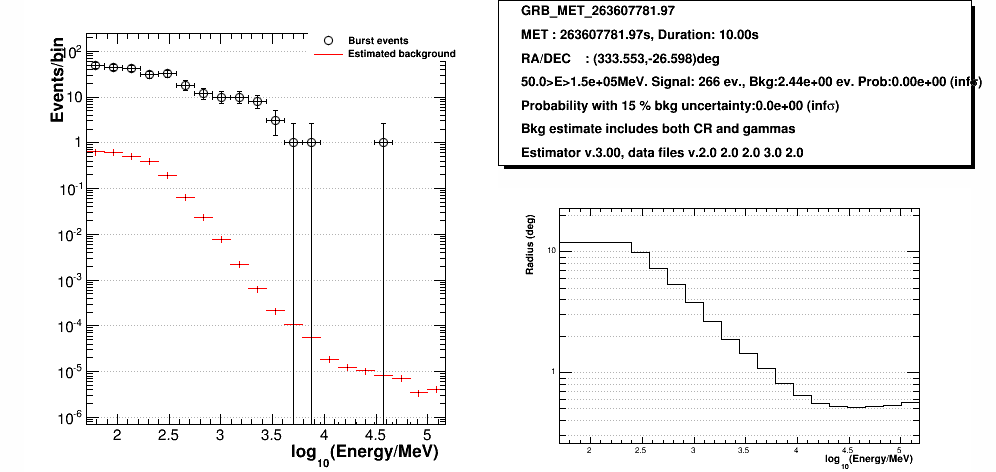 Events/bin
10^2
10
1
10^-1
10^-2
10^-3
10^-4
10^-5
10^-6
2 2.5 3 3.5 4 4.5 5
log_10(Energy/MeV)
Burst events
Estimated background
GRB_MET_263607781.97
MET : 263607781.97s, Duration: 10.00s
RA/DEC : (333.553,-26.598)deg
50.0>E>1.5e+05MeV. Signal: 266 ev., Bkg:2.44e+00 ev. Prob:0.00e+00 (infσ)
Probability with 15 % bkg uncertainty:0.0e+00 (infσ)
Bkg estimate includes both CR and gammas
Estimator v.3.00, data files v.2.0 2.0 2.0 3.0 2.0
Radius (deg)
10
1
2 2.5 3 3.5 4 4.5 5
log_10(Energy/MeV)